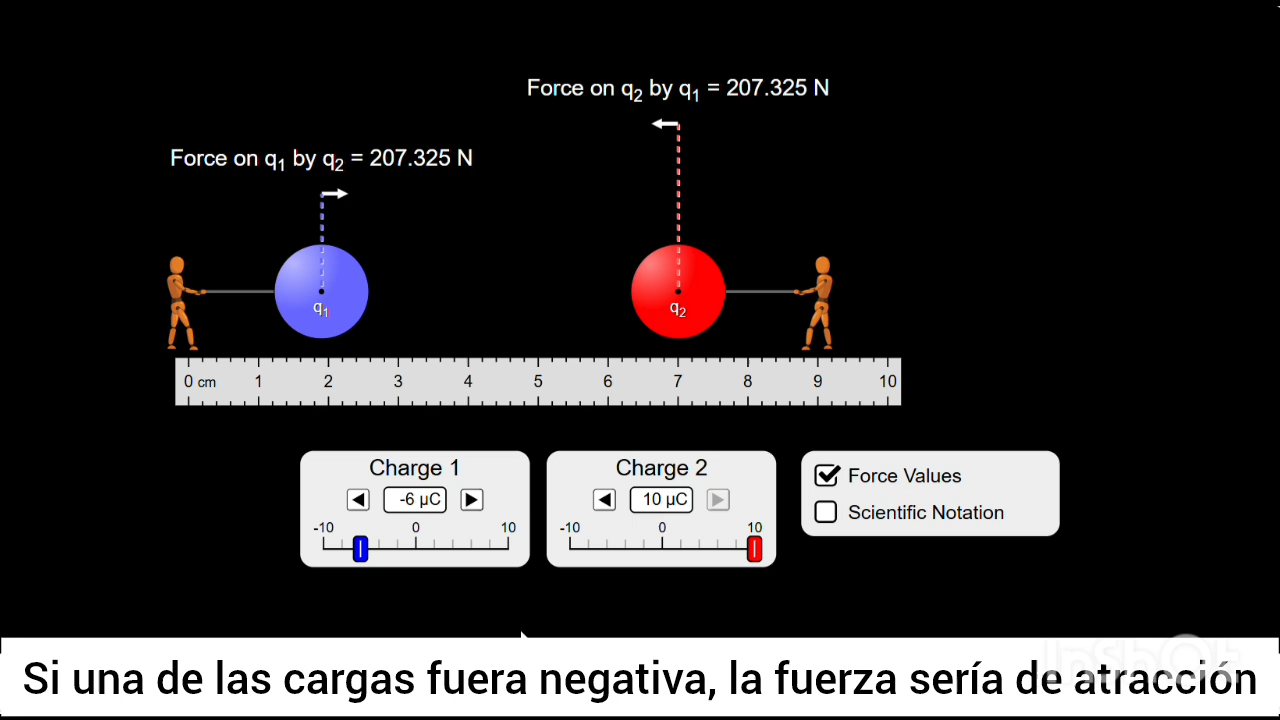 Force on q2 by q1 = 207.325 N
Force on q1 by q2 = 207.325 N
q1
q2
0 cm 1 2 3 4 5 6 7 8 9 10
Charge 1
-6 μC
-10 0 10
Charge 2
10 μC
-10 0 10
Force Values
Scientific Notation
InShOt
Si una de las cargas fuera negativa, la fuerza sería de atracción